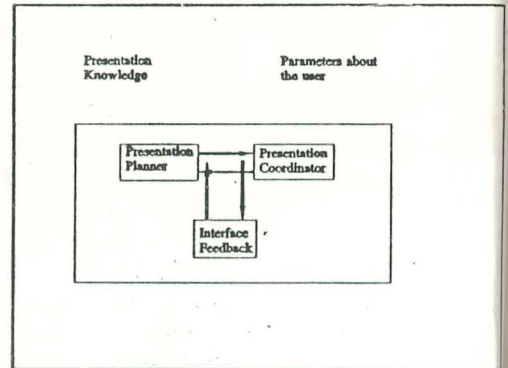 Presentation
Knowledge
Parameters about
the user
Presentation
Planner
Presentation
Coordinator
Interface
Feedback